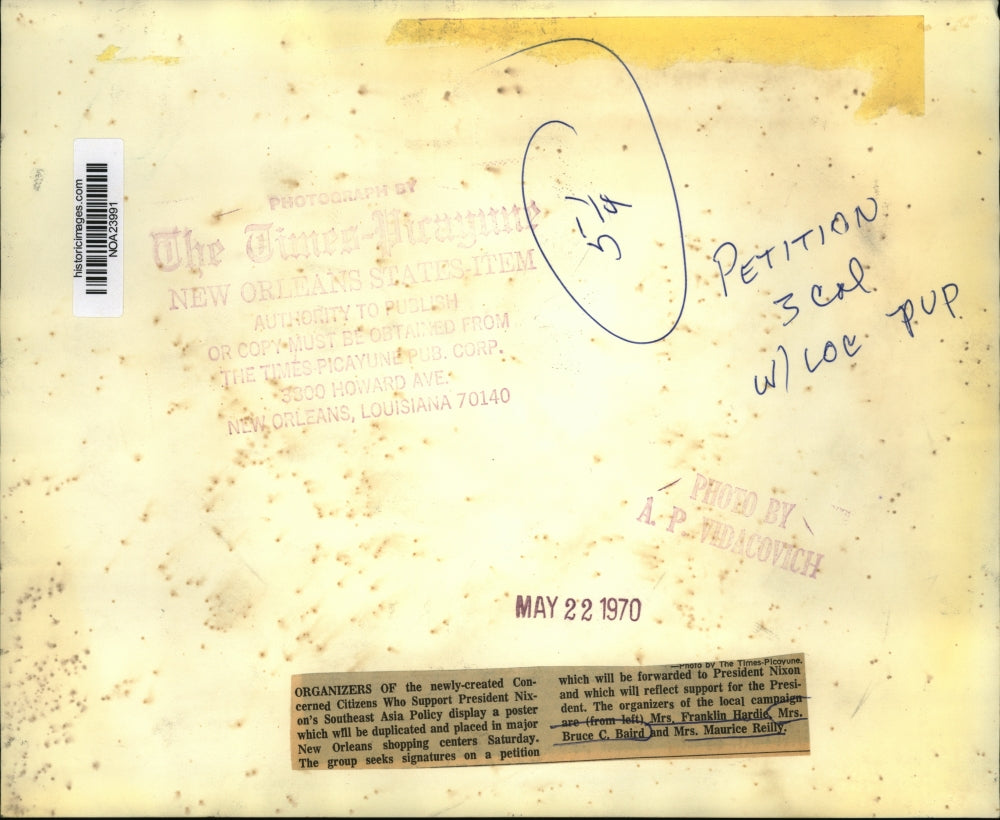 historicimages.com
NOA23991
PHOTOGRAPH BY
The Times-Picayune
NEW ORLEANS STATES-ITEM
AUTHORITY TO PUBLISH
OR COPY MUST BE OBTAINED FROM
THE TIMES-PICAYUNE PUB. CORP.
3800 HOWARD AVE.
NEW ORLEANS, LOUISIANA 70140
5 1/4
PETITION
3 Col
W/ LOC PUP
PHOTO BY
A. P. VIDACOVICH
MAY 22 1970
ORGANIZERS OF the newly-created Con-
cerned Citizens Who Support President Nix-
on's Southeast Asia Policy display a poster
which will be duplicated and placed in major
New Orleans shopping centers Saturday.
The group seeks signatures on a petition
—Photo by The Times-Picayune.
which will be forwarded to President Nixon
and which will reflect support for the Presi-
dent. The organizers of the local campaign
are (from left) Mrs. Franklin Hardie, Mrs.
Bruce C. Baird and Mrs. Maurice Reilly.